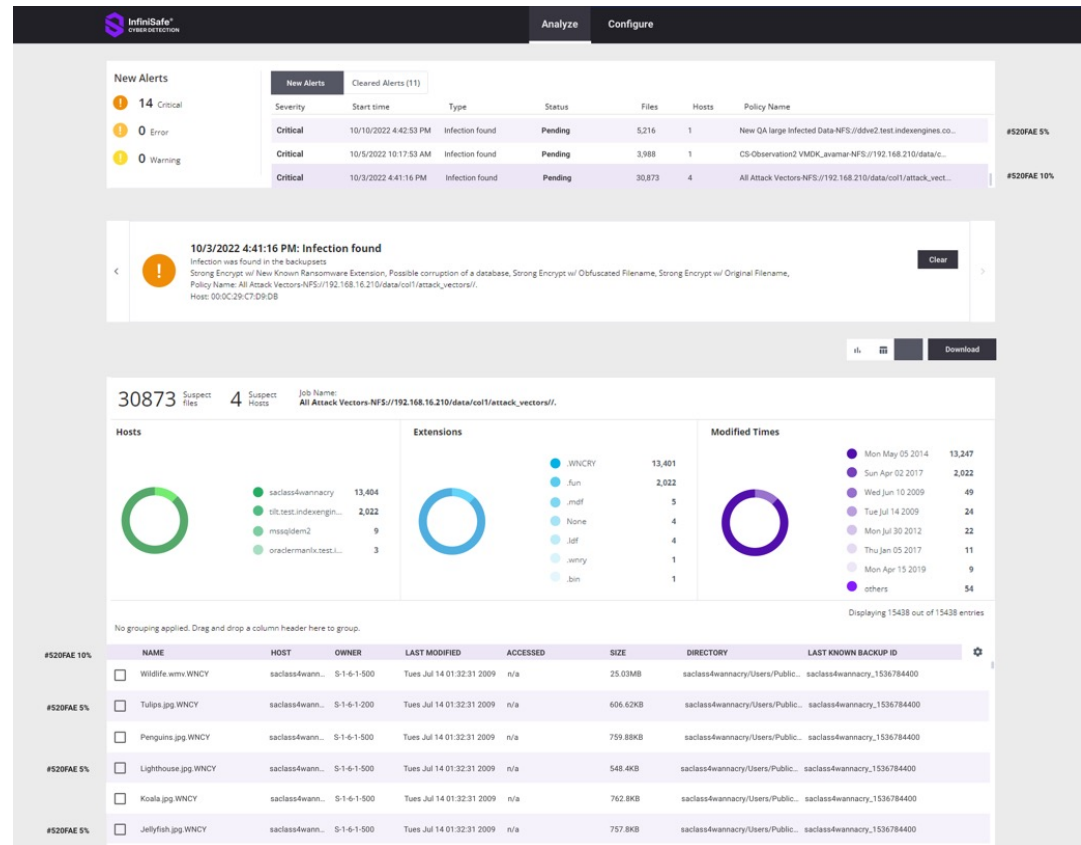 InfiniSafe®
CYBER DETECTION
Analyze Configure
New Alerts
14 Critical
0 Error
0 Warning
New Alerts Cleared Alerts (11)
Severity Start time Type Status Files Hosts Policy Name
Critical 10/10/2022 4:42:53 PM Infection found Pending 5,216 1 New QA large Infected Data-NFS://ddve2.test.indexengines.co... #520FAE 5%
Critical 10/5/2022 10:17:53 AM Infection found Pending 3,988 1 CS-Observation2 VMDK_avamar-NFS://192.168.210/data/c...
Critical 10/3/2022 4:41:16 PM Infection found Pending 30,873 4 All Attack Vectors-NFS://192.168.210/data/col1/attack_vect... #520FAE 10%
10/3/2022 4:41:16 PM: Infection found
Infection was found in the backupsets
Strong Encrypt w/ New Known Ransomware Extension, Possible corruption of a database, Strong Encrypt w/ Obfuscated Filename, Strong Encrypt w/ Original Filename,
Policy Name: All Attack Vectors-NFS://192.168.16.210/data/col1/attack_vectors//.
Host: 00:0C:29:C7:D9:DB
Clear
Download
30873 Suspect files 4 Suspect Hosts Job Name:
All Attack Vectors-NFS://192.168.16.210/data/col1/attack_vectors//.
Hosts
saclass4wannacry 13,404
tilt.test.indexengin... 2,022
mssqldem2 9
oraclermanlx.test.i... 3
Extensions
.WNCRY 13,401
.fun 2,022
.mdf 5
None 4
.ldf 4
.wnry 1
.bin 1
Modified Times
Mon May 05 2014 13,247
Sun Apr 02 2017 2,022
Wed Jun 10 2009 49
Tue Jul 14 2009 24
Mon Jul 30 2012 22
Thu Jan 05 2017 11
Mon Apr 15 2019 9
others 54
Displaying 15438 out of 15438 entries
No grouping applied. Drag and drop a column header here to group.
#520FAE 10% NAME HOST OWNER LAST MODIFIED ACCESSED SIZE DIRECTORY LAST KNOWN BACKUP ID
Wildlife.wmv.WNCY saclass4wann... S-1-6-1-500 Tues Jul 14 01:32:31 2009 n/a 25.03MB saclass4wannacry/Users/Public... saclass4wannacry_1536784400
#520FAE 5% Tulips.jpg.WNCY saclass4wann... S-1-6-1-200 Tues Jul 14 01:32:31 2009 n/a 606.62KB saclass4wannacry/Users/Public... saclass4wannacry_1536784400
Penguins.jpg.WNCY saclass4wann... S-1-6-1-500 Tues Jul 14 01:32:31 2009 n/a 759.88KB saclass4wannacry/Users/Public... saclass4wannacry_1536784400
#520FAE 5% Lighthouse.jpg.WNCY saclass4wann... S-1-6-1-500 Tues Jul 14 01:32:31 2009 n/a 548.4KB saclass4wannacry/Users/Public... saclass4wannacry_1536784400
Koala.jpg.WNCY saclass4wann... S-1-6-1-500 Tues Jul 14 01:32:31 2009 n/a 762.8KB saclass4wannacry/Users/Public... saclass4wannacry_1536784400
#520FAE 5% Jellyfish.jpg.WNCY saclass4wann... S-1-6-1-500 Tues Jul 14 01:32:31 2009 n/a 757.8KB saclass4wannacry/Users/Public... saclass4wannacry_1536784400